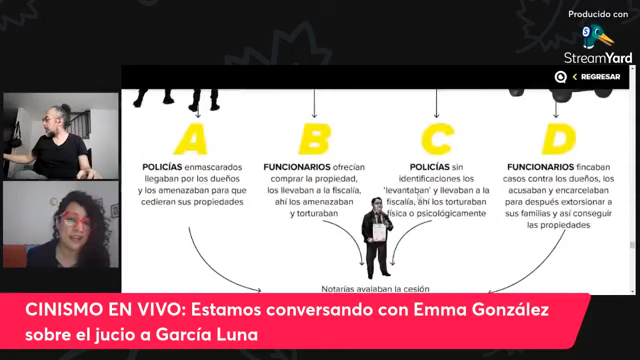 Producido con
StreamYard
REGRESAR
A
POLICÍAS enmascarados
llegaban por los dueños
y los amenazaban para que
cedieran sus propiedades
B
FUNCIONARIOS ofrecían
comprar la propiedad,
los llevaban a la fiscalía,
ahí los amenazaban
y torturaban
C
POLICÍAS sin
identificaciones los
'levantaban' y llevaban a la
fiscalía, ahí los torturaban
física o psicológicamente
D
FUNCIONARIOS fincaban
casos contra los dueños, los
acusaban y encarcelaban
para después extorsionar a
sus familias y así conseguir
las propiedades
Notarías avalaban la cesión
CINISMO EN VIVO: Estamos conversando con Emma González
sobre el jucio a García Luna